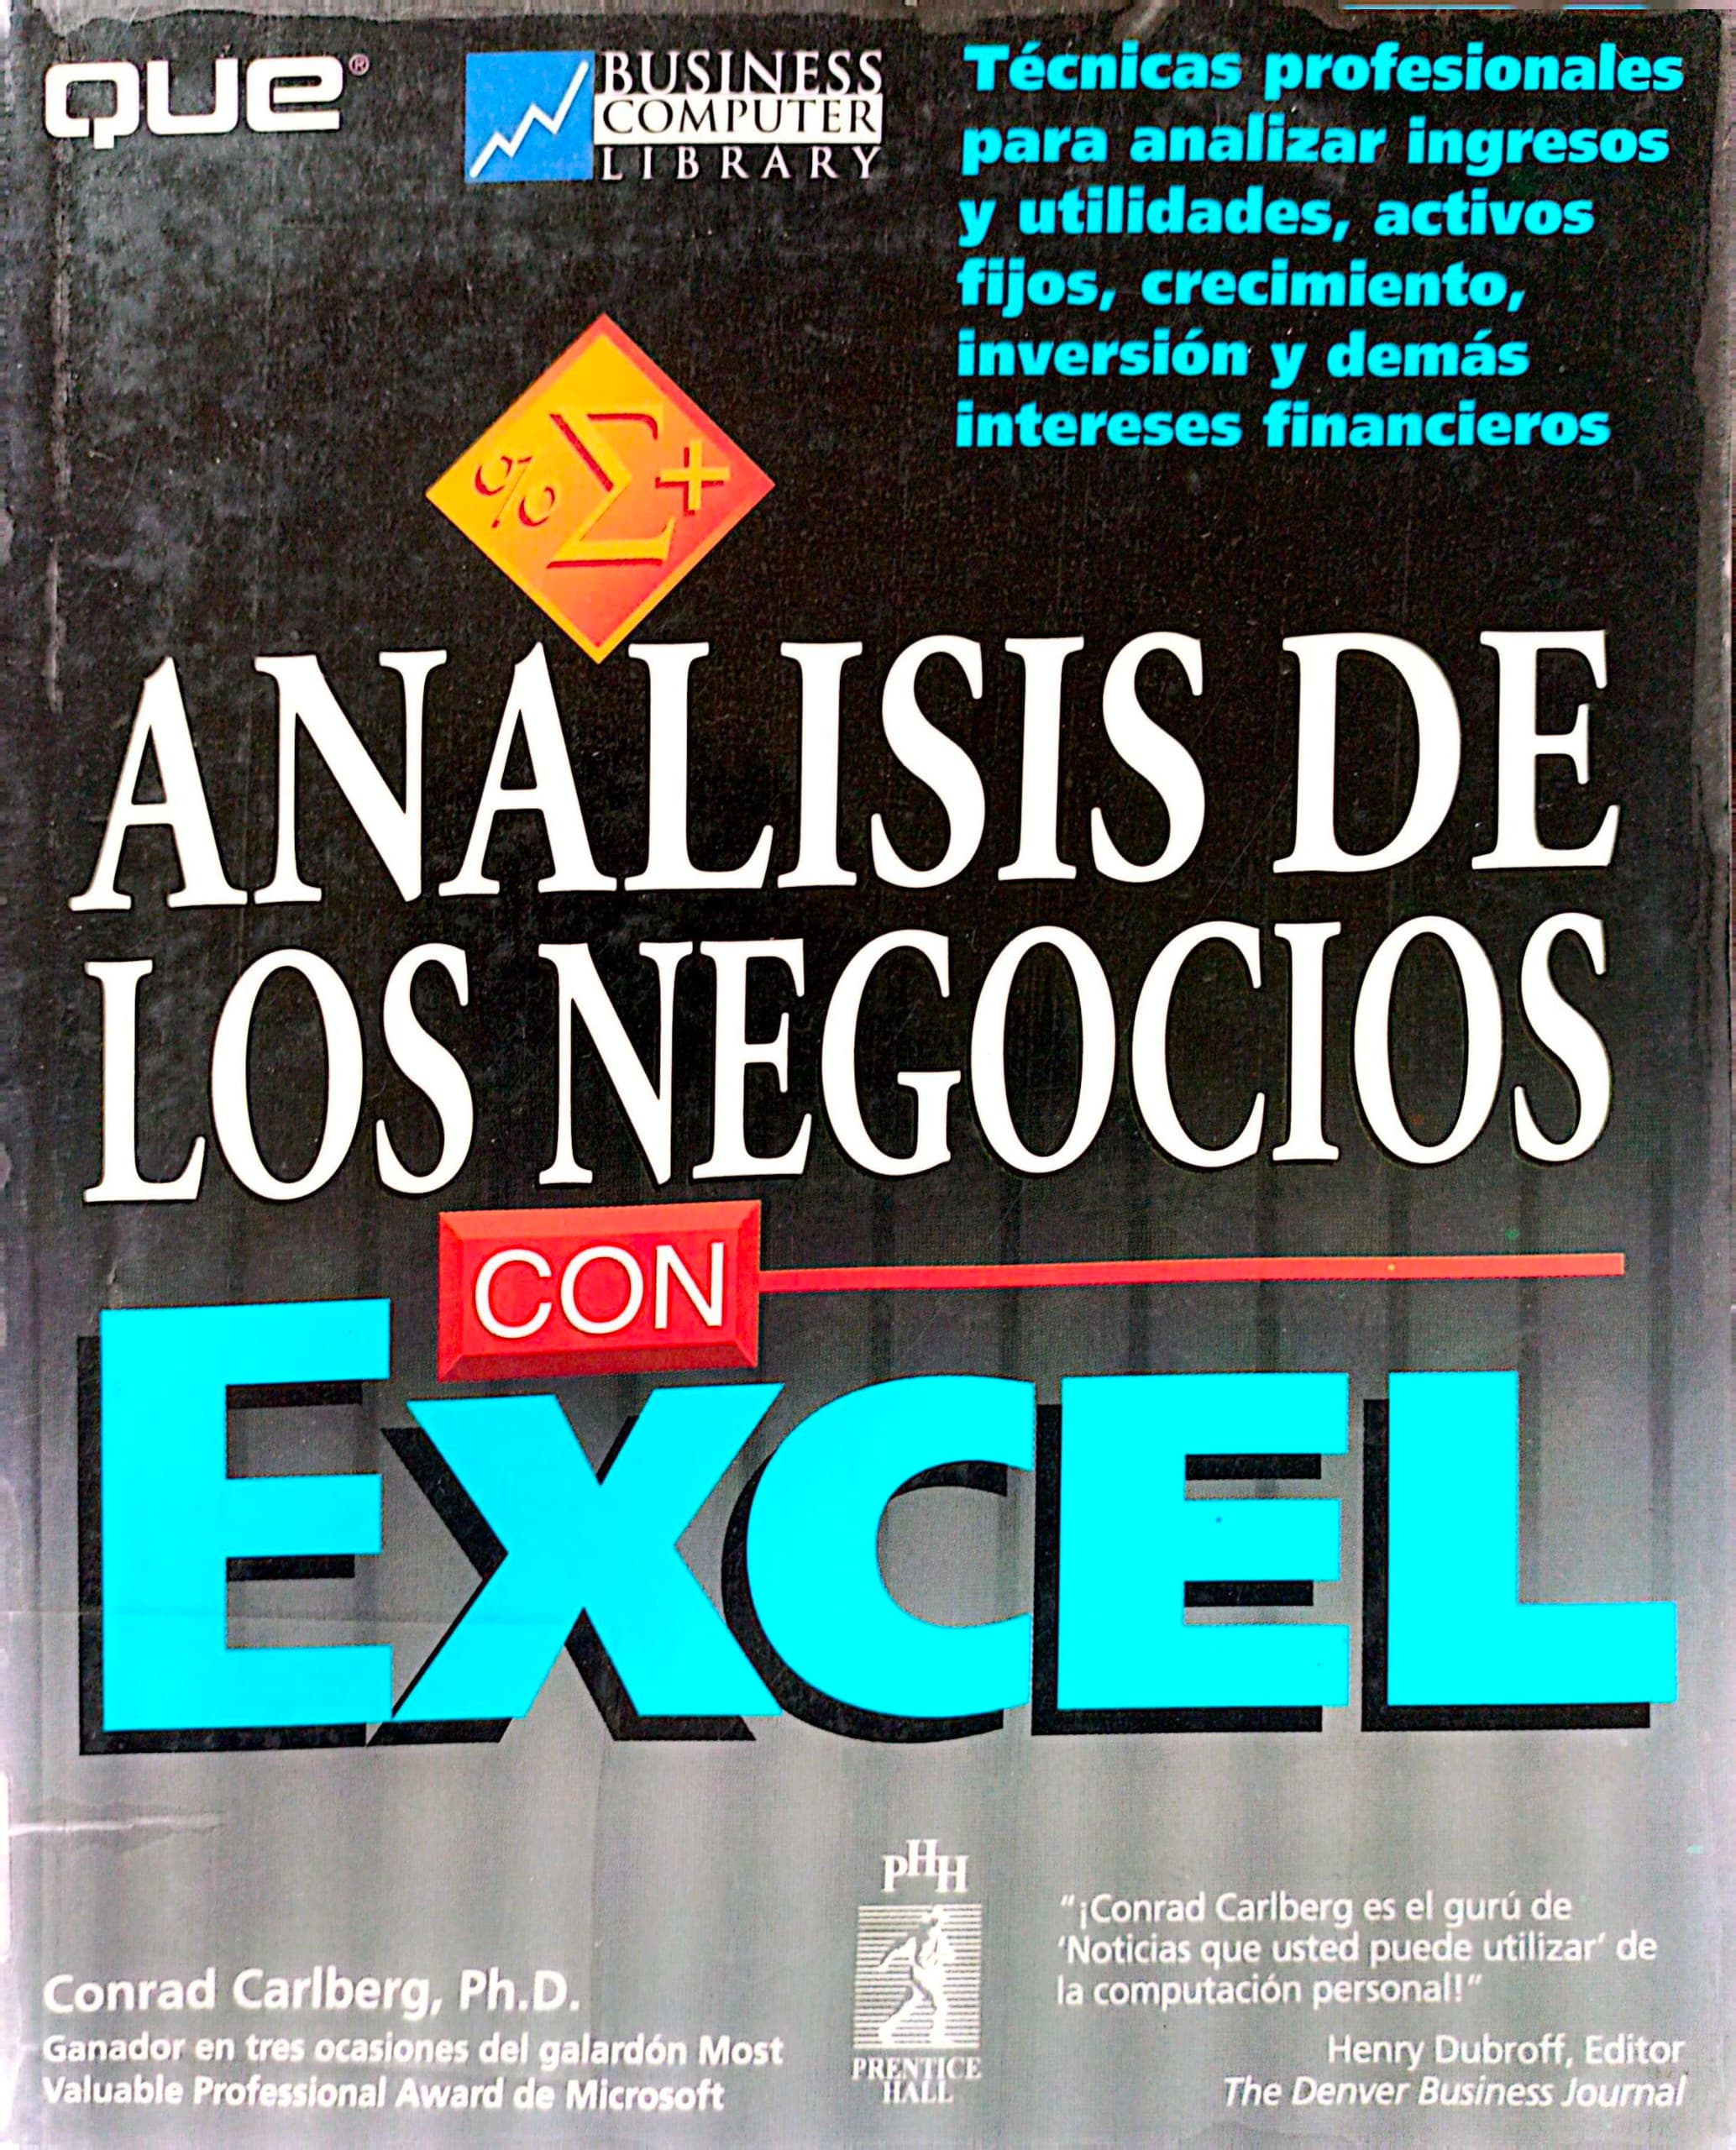 QUE®
BUSINESS
COMPUTER
LIBRARY
Técnicas profesionales
para analizar ingresos
y utilidades, activos
fijos, crecimiento,
inversión y demás
intereses financieros
% Σ +
ANALISIS DE
LOS NEGOCIOS
CON
EXCEL
Conrad Carlberg, Ph.D.
Ganador en tres ocasiones del galardón Most
Valuable Professional Award de Microsoft
PHH
PRENTICE
HALL
"¡Conrad Carlberg es el gurú de
'Noticias que usted puede utilizar' de
la computación personal!"
Henry Dubroff, Editor
The Denver Business Journal